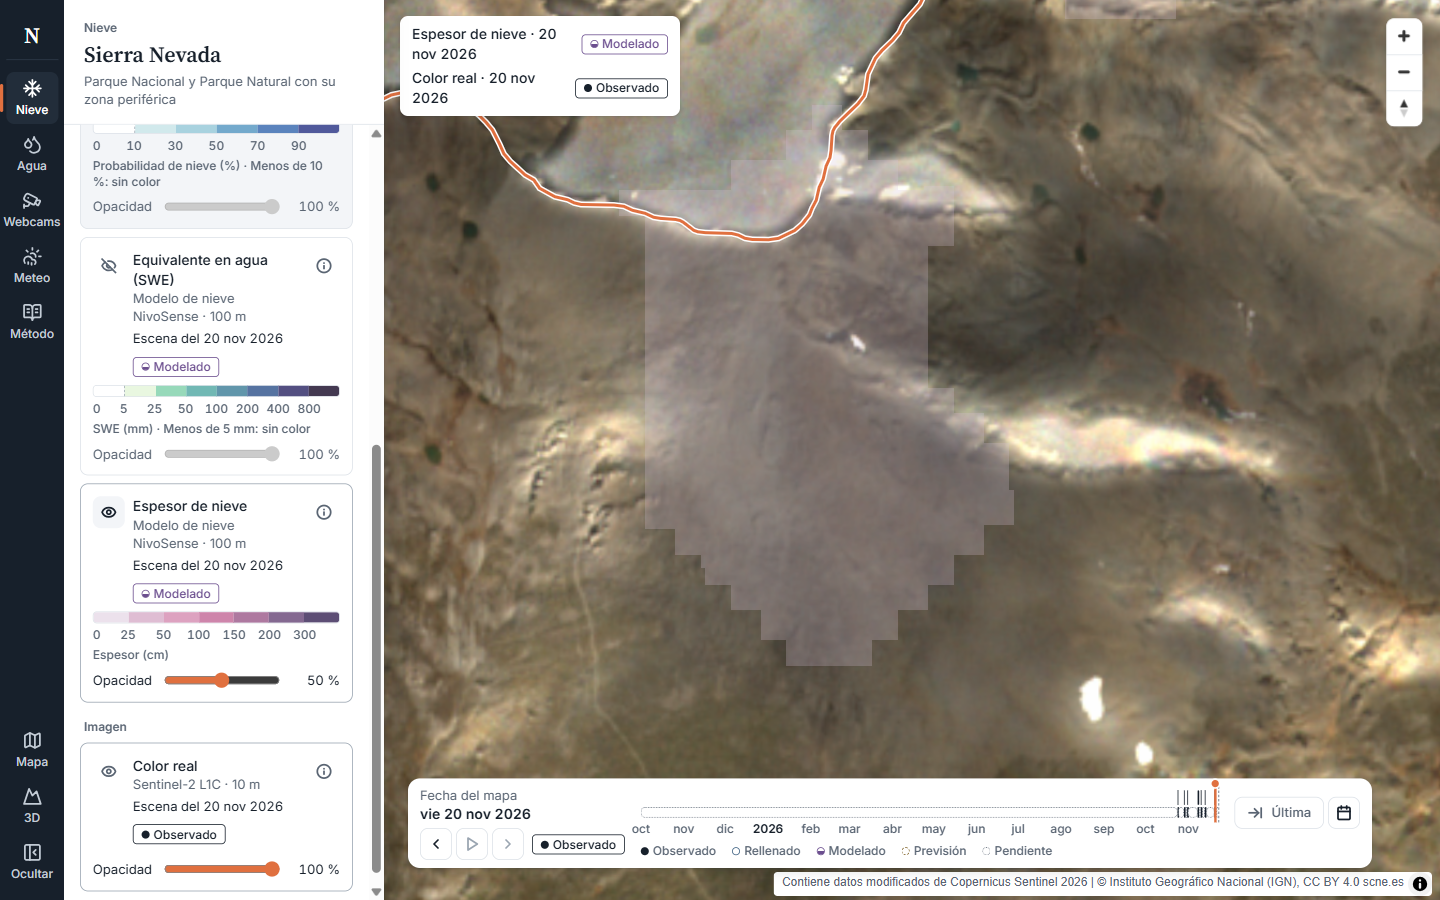 N
Nieve
Agua
Webcams
Meteo
Método
Mapa
3D
Ocultar
Nieve
Sierra Nevada
Parque Nacional y Parque Natural con su
zona periférica
0 10 30 50 70 90
Probabilidad de nieve (%) · Menos de 10
%: sin color
Opacidad 100 %
Equivalente en agua
(SWE)
Modelo de nieve
NivoSense · 100 m
Escena del 20 nov 2026
Modelado
0 5 25 50 100 200 400 800
SWE (mm) · Menos de 5 mm: sin color
Opacidad 100 %
Espesor de nieve
Modelo de nieve
NivoSense · 100 m
Escena del 20 nov 2026
Modelado
0 25 50 100 150 200 300
Espesor (cm)
Opacidad 50 %
Imagen
Color real
Sentinel-2 L1C · 10 m
Escena del 20 nov 2026
Observado
Opacidad 100 %
Espesor de nieve · 20
nov 2026
Modelado
Color real · 20 nov
2026
Observado
Fecha del mapa
vie 20 nov 2026
Observado
oct nov dic 2026 feb mar abr may jun jul ago sep oct nov
Observado Rellenado Modelado Previsión Pendiente
Última
Contiene datos modificados de Copernicus Sentinel 2026 | © Instituto Geográfico Nacional (IGN), CC BY 4.0 scne.es